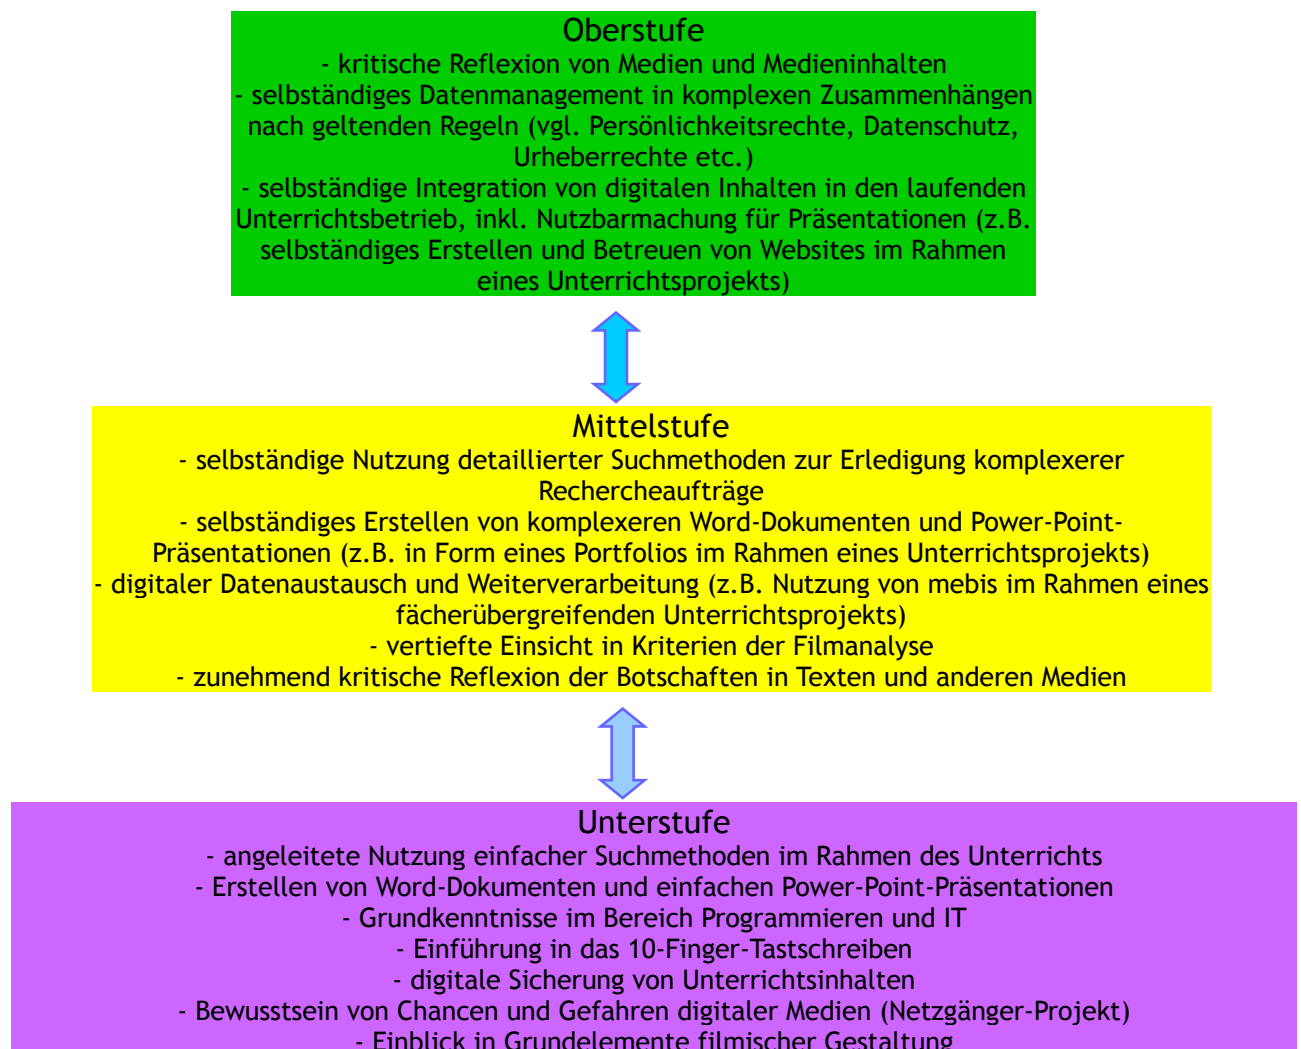 Oberstufe
- kritische Reflexion von Medien und Medieninhalten
- selbständiges Datenmanagement in komplexen Zusammenhängen
nach geltenden Regeln (vgl. Persönlichkeitsrechte, Datenschutz,
Urheberrechte etc.)
- selbständige Integration von digitalen Inhalten in den laufenden
Unterrichtsbetrieb, inkl. Nutzbarmachung für Präsentationen (z.B.
selbständiges Erstellen und Betreuen von Websites im Rahmen
eines Unterrichtsprojekts)
Mittelstufe
- selbständige Nutzung detaillierter Suchmethoden zur Erledigung komplexerer
Rechercheaufträge
- selbständiges Erstellen von komplexeren Word-Dokumenten und Power-Point-
Präsentationen (z.B. in Form eines Portfolios im Rahmen eines Unterrichtsprojekts)
- digitaler Datenaustausch und Weiterverarbeitung (z.B. Nutzung von mebis im Rahmen eines
fächerübergreifenden Unterrichtsprojekts)
- vertiefte Einsicht in Kriterien der Filmanalyse
- zunehmend kritische Reflexion der Botschaften in Texten und anderen Medien
Unterstufe
- angeleitete Nutzung einfacher Suchmethoden im Rahmen des Unterrichts
- Erstellen von Word-Dokumenten und einfachen Power-Point-Präsentationen
- Grundkenntnisse im Bereich Programmieren und IT
- Einführung in das 10-Finger-Tastschreiben
- digitale Sicherung von Unterrichtsinhalten
- Bewusstsein von Chancen und Gefahren digitaler Medien (Netzgänger-Projekt)
- Einblick in Grundelemente filmischer Gestaltung